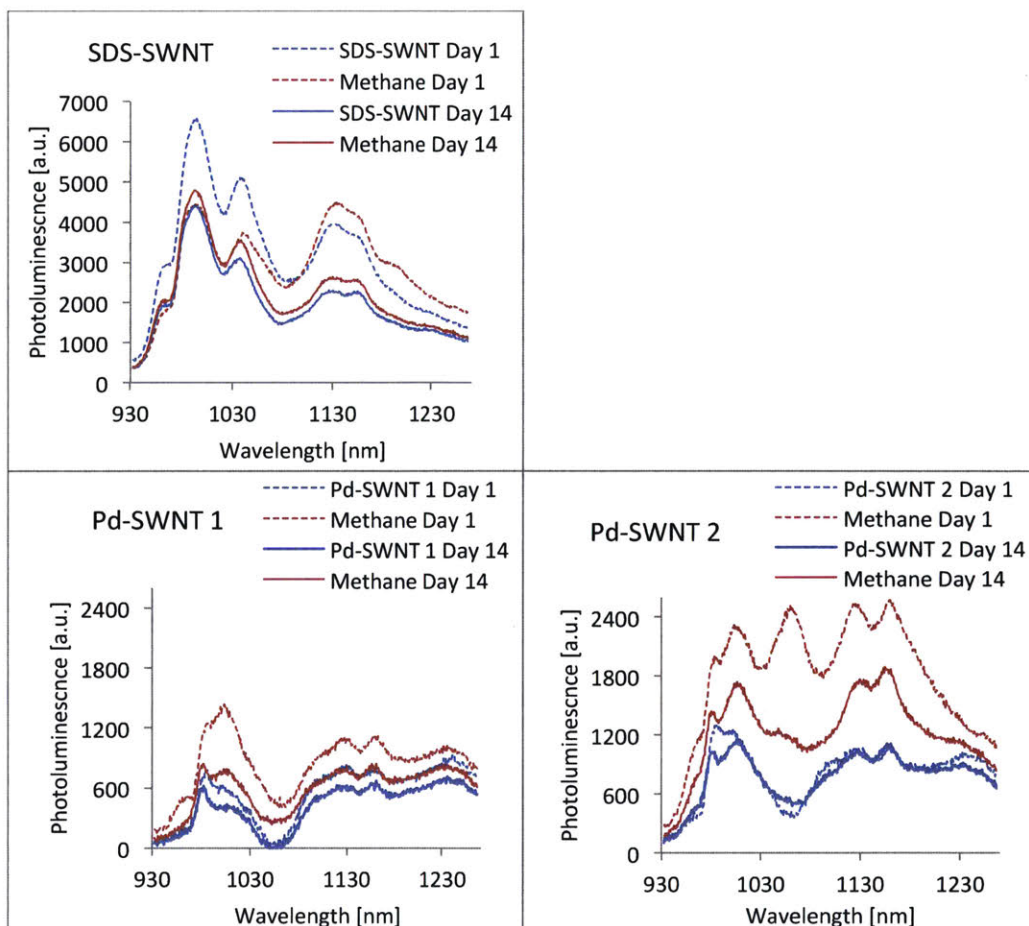 SDS-SWNT
SDS-SWNT Day 1
Methane Day 1
SDS-SWNT Day 14
Methane Day 14
Photoluminescnce [a.u.]
7000
6000
5000
4000
3000
2000
1000
0
930 1030 1130 1230
Wavelength [nm]
Pd-SWNT 1
Pd-SWNT 1 Day 1
Methane Day 1
Pd-SWNT 1 Day 14
Methane Day 14
Photoluminescnce [a.u.]
2400
1800
1200
600
0
930 1030 1130 1230
Wavelength [nm]
Pd-SWNT 2
Pd-SWNT 2 Day 1
Methane Day 1
Pd-SWNT 2 Day 14
Methane Day 14
Photoluminescnce [a.u.]
2400
1800
1200
600
0
930 1030 1130 1230
Wavelength [nm]